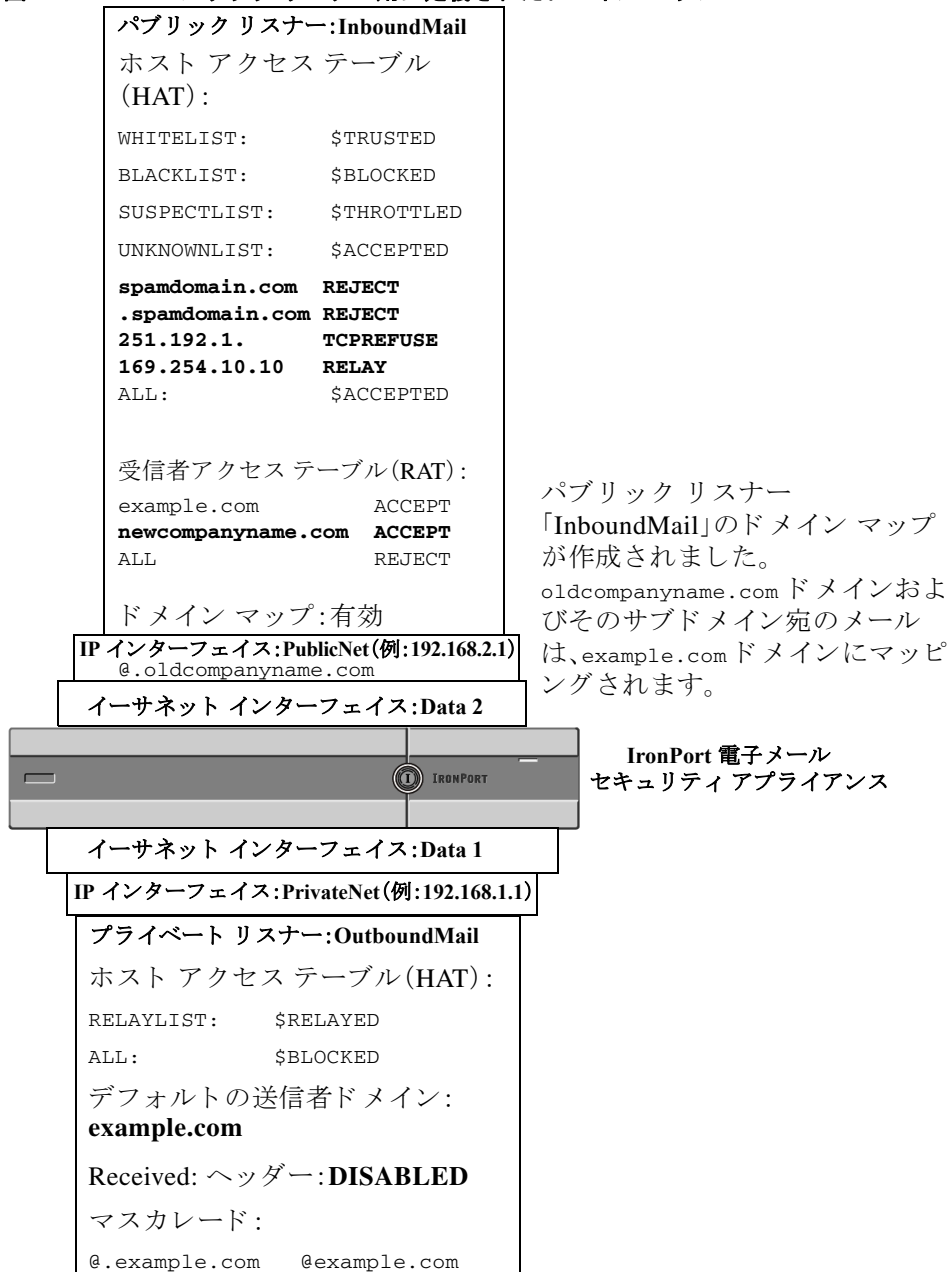 パブリック リスナー:InboundMail
ホスト アクセス テーブル
(HAT):
WHITELIST: $TRUSTED
BLACKLIST: $BLOCKED
SUSPECTLIST: $THROTTLED
UNKNOWNLIST: $ACCEPTED
spamdomain.com REJECT
.spamdomain.com REJECT
251.192.1. TCPREFUSE
169.254.10.10 RELAY
ALL: $ACCEPTED
受信者アクセス テーブル(RAT):
example.com ACCEPT
newcompanyname.com ACCEPT
ALL REJECT
ドメイン マップ:有効
IP インターフェイス:PublicNet(例:192.168.2.1)
@.oldcompanyname.com
イーサネット インターフェイス:Data 2
パブリック リスナー
「InboundMail」のドメイン マップ
が作成されました。
oldcompanyname.com ドメインおよ
びそのサブドメイン宛のメール
は、example.com ドメインにマッピ
ングされます。
IRONPORT
IronPort 電子メール
セキュリティ アプライアンス
イーサネット インターフェイス:Data 1
IP インターフェイス:PrivateNet(例:192.168.1.1)
プライベート リスナー:OutboundMail
ホスト アクセス テーブル(HAT):
RELAYLIST: $RELAYED
ALL: $BLOCKED
デフォルトの送信者ドメイン:
example.com
Received: ヘッダー:DISABLED
マスカレード:
@.example.com @example.com